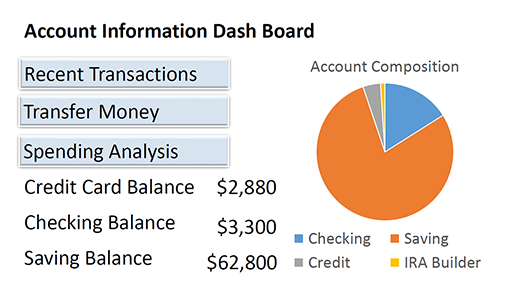 Account Information Dash Board
Recent Transactions
Transfer Money
Spending Analysis
Credit Card Balance $2,880
Checking Balance $3,300
Saving Balance $62,800
Account Composition
Checking Saving
Credit IRA Builder